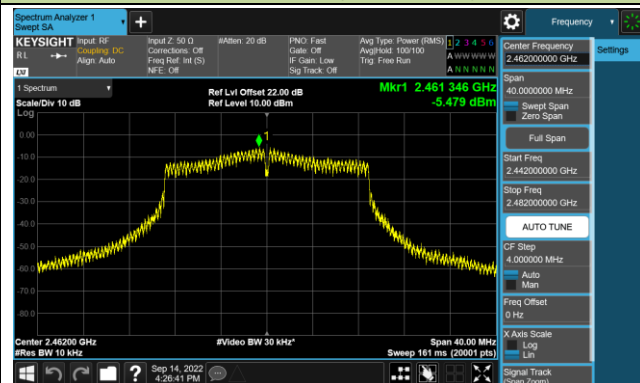 Spectrum Analyzer 1
Swept SA
Frequency
KEYSIGHT
Input: RF
Coupling: DC
Align: Auto
Input Z: 50 Ω
Corrections: Off
Freq Ref: Int (S)
NFE: Off
#Atten: 20 dB
PNO: Fast
Gate: Off
IF Gain: Low
Sig Track: Off
Avg Type: Power (RMS)
Avg|Hold: 100/100
Trig: Free Run
1 2 3 4 5 6
A W W W W W
A N N N N N
RL
LXI
1 Spectrum
Scale/Div 10 dB
Log
Ref Lvl Offset 22.00 dB
Ref Level 10.00 dBm
Mkr1 2.461 346 GHz
-5.479 dBm
1
0.00
-10.0
-20.0
-30.0
-40.0
-50.0
-60.0
-70.0
-80.0
Center 2.46200 GHz
#Res BW 10 kHz
#Video BW 30 kHz*
Span 40.00 MHz
Sweep 161 ms (20001 pts)
Sep 14, 2022
4:26:41 PM
Center Frequency
2.462000000 GHz
Settings
Span
40.0000000 MHz
Swept Span
Zero Span
Full Span
Start Freq
2.442000000 GHz
Stop Freq
2.482000000 GHz
AUTO TUNE
CF Step
4.000000 MHz
Auto
Man
Freq Offset
0 Hz
X Axis Scale
Log
Lin
Signal Track
(Span Zoom)